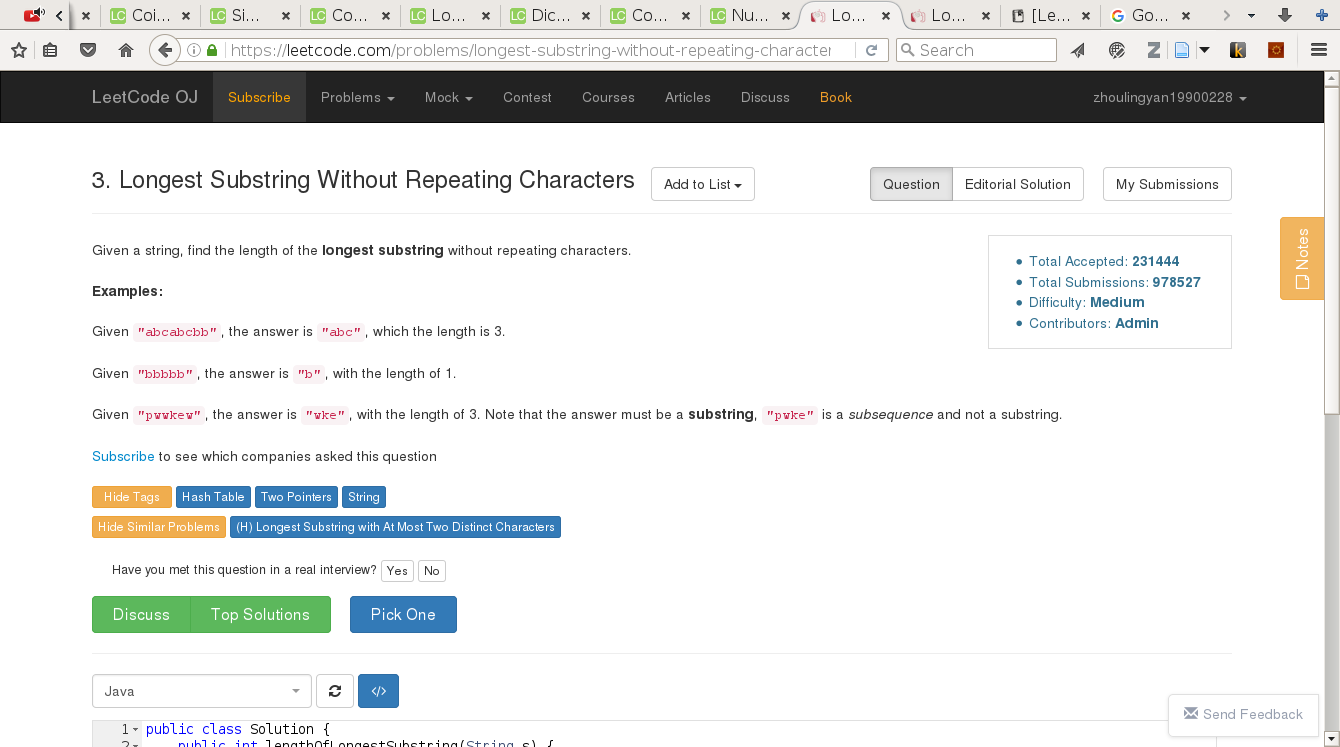 Coi...
Si...
Co...
Lo...
Dic...
Co...
Nu...
Lo...
Lo...
[Le...
Go...
https://leetcode.com/problems/longest-substring-without-repeating-character
Search
LeetCode OJ Subscribe Problems Mock Contest Courses Articles Discuss Book zhoulingyan19900228
3. Longest Substring Without Repeating Characters Add to List Question Editorial Solution My Submissions
Given a string, find the length of the longest substring without repeating characters.
Total Accepted: 231444
Total Submissions: 978527
Difficulty: Medium
Contributors: Admin
Notes
Examples:
Given "abcabcbb", the answer is "abc", which the length is 3.
Given "bbbbb", the answer is "b", with the length of 1.
Given "pwwkew", the answer is "wke", with the length of 3. Note that the answer must be a substring, "pwke" is a subsequence and not a substring.
Subscribe to see which companies asked this question
Hide Tags Hash Table Two Pointers String
Hide Similar Problems (H) Longest Substring with At Most Two Distinct Characters
Have you met this question in a real interview? Yes No
Discuss Top Solutions Pick One
Java </>
Send Feedback
1 public class Solution {
2 public int lengthOfLongestSubstring(String s) {